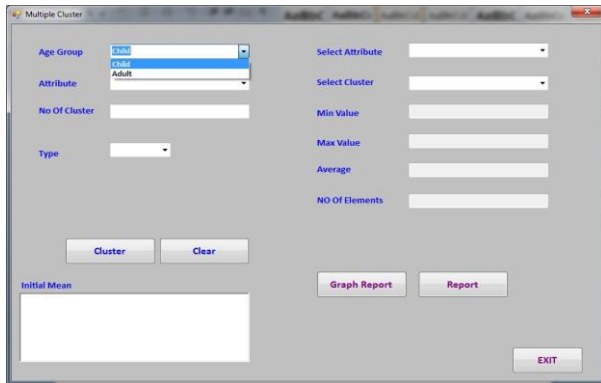 Multiple Cluster
Age Group
Child
Child
Adult
Attribute
No Of Cluster
Type
Cluster
Clear
Initial Mean
Select Attribute
Select Cluster
Min Value
Max Value
Average
NO Of Elements
Graph Report
Report
EXIT